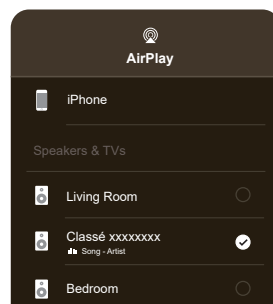 AirPlay
iPhone
Speakers & TVs
Living Room
Classé xxxxxxxx
Song - Artist
Bedroom